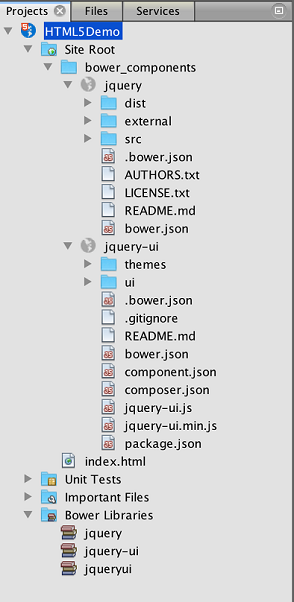 Projects Files Services
HTML5Demo
Site Root
bower_components
jquery
dist
external
src
.bower.json
AUTHORS.txt
LICENSE.txt
README.md
bower.json
jquery-ui
themes
ui
.bower.json
.gitignore
README.md
bower.json
component.json
composer.json
jquery-ui.js
jquery-ui.min.js
package.json
index.html
Unit Tests
Important Files
Bower Libraries
jquery
jquery-ui
jqueryui